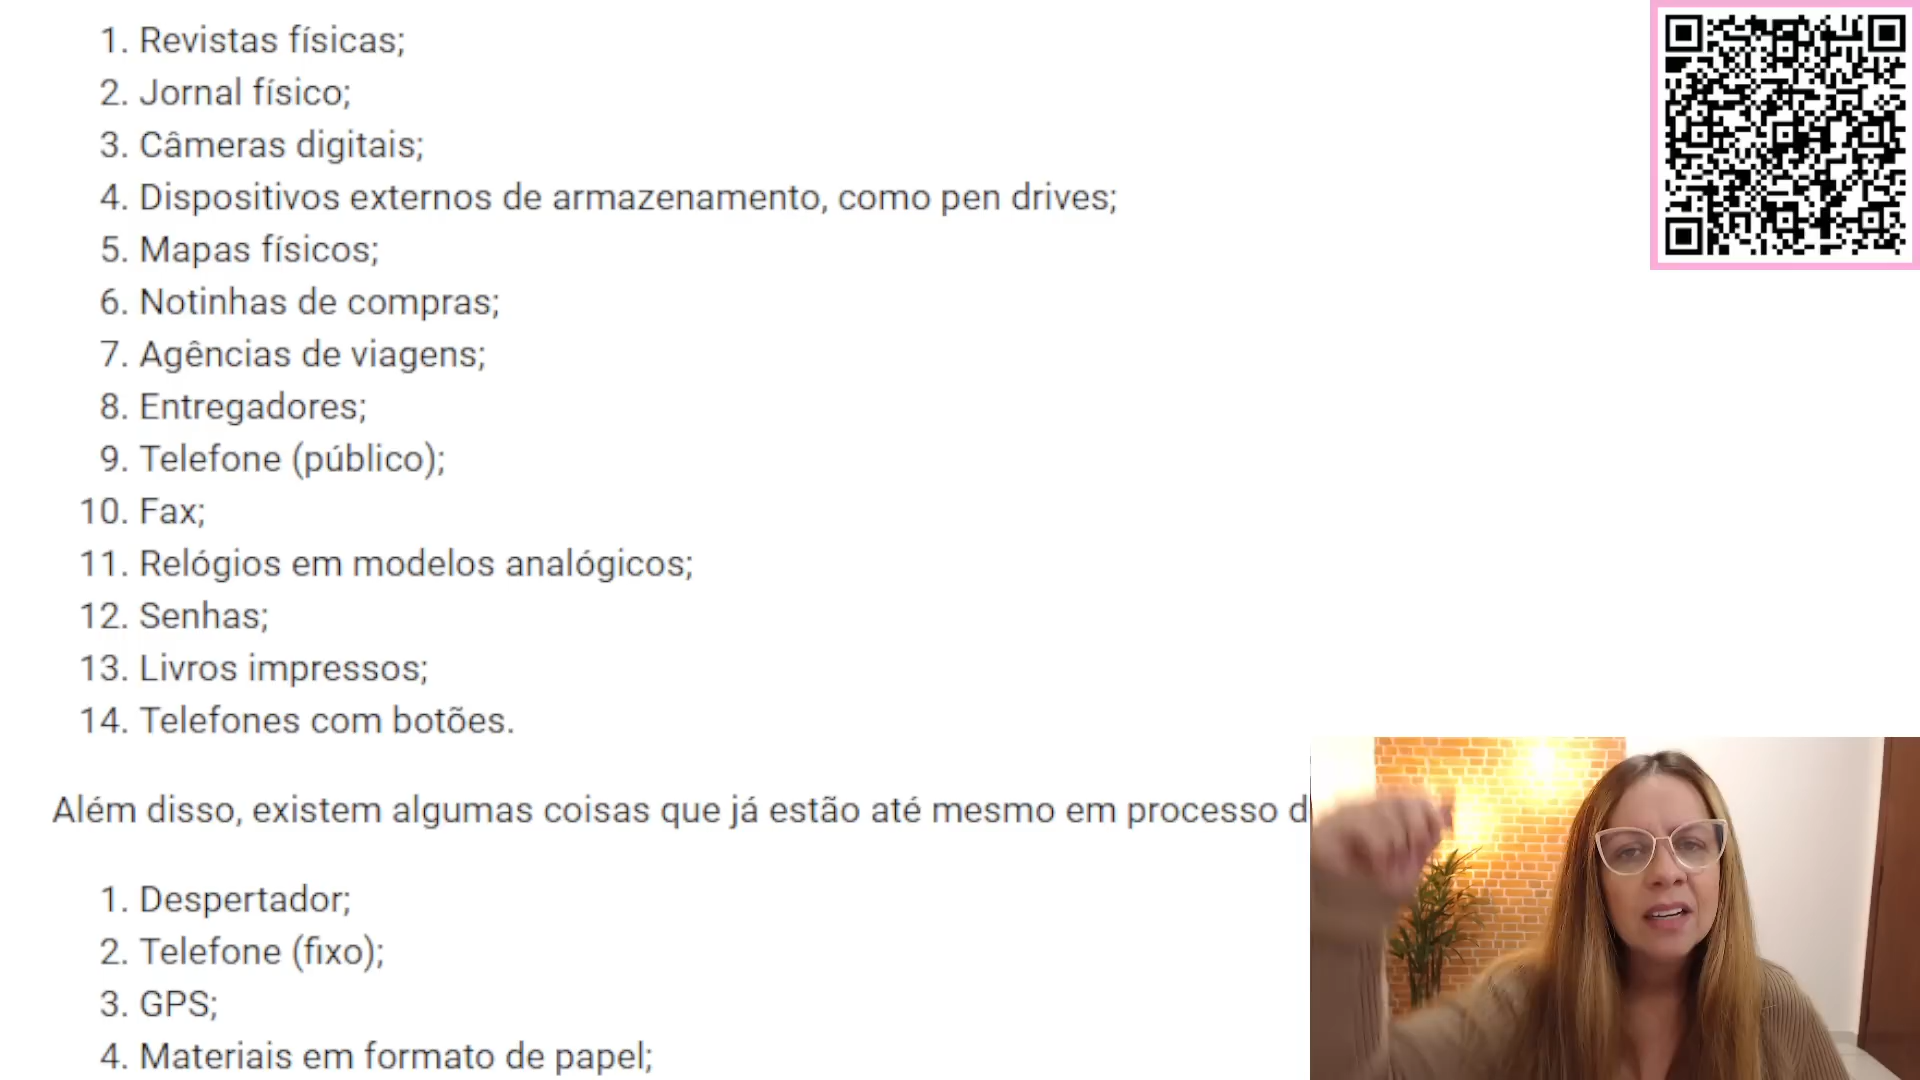 1. Revistas físicas;
2. Jornal físico;
3. Câmeras digitais;
4. Dispositivos externos de armazenamento, como pen drives;
5. Mapas físicos;
6. Notinhas de compras;
7. Agências de viagens;
8. Entregadores;
9. Telefone (público);
10. Fax;
11. Relógios em modelos analógicos;
12. Senhas;
13. Livros impressos;
14. Telefones com botões.
Além disso, existem algumas coisas que já estão até mesmo em processo d
1. Despertador;
2. Telefone (fixo);
3. GPS;
4. Materiais em formato de papel;